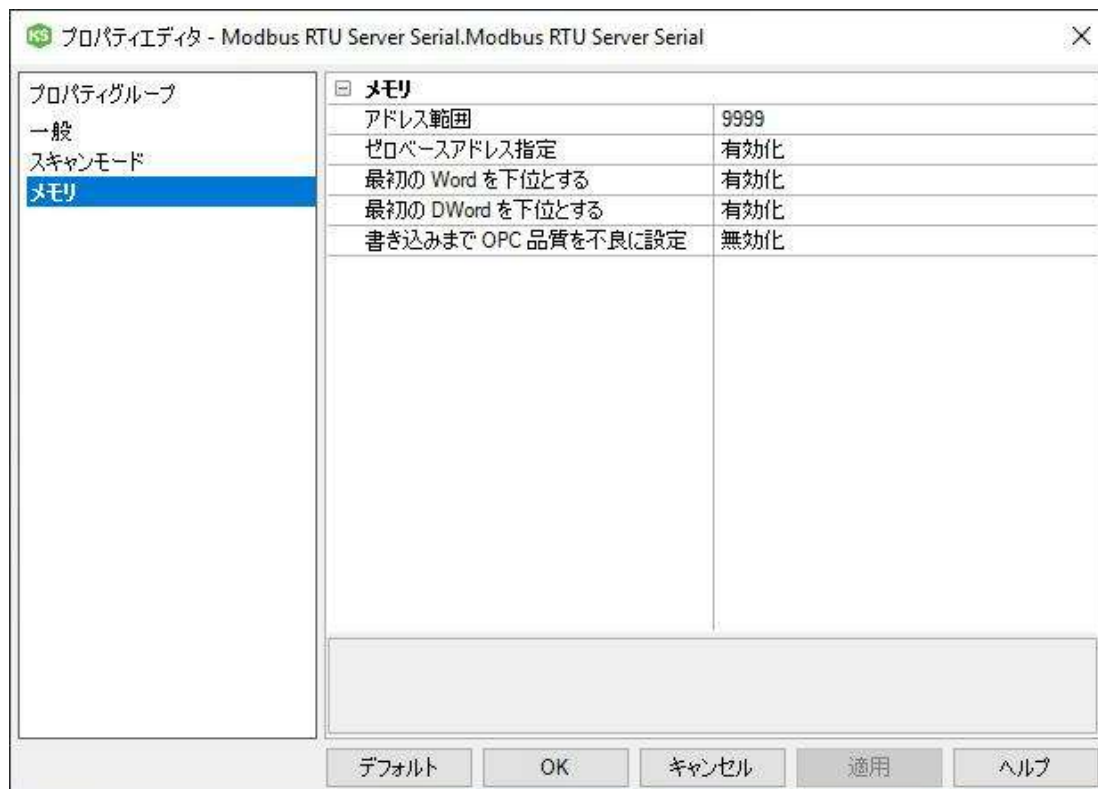 KS プロパティエディタ - Modbus RTU Server Serial.Modbus RTU Server Serial
プロパティグループ
一般
スキャンモード
メモリ
メモリ
アドレス範囲 9999
ゼロベースアドレス指定 有効化
最初の Word を下位とする 有効化
最初の DWord を下位とする 有効化
書き込みまで OPC 品質を不良に設定 無効化
デフォルト OK キャンセル 適用 ヘルプ